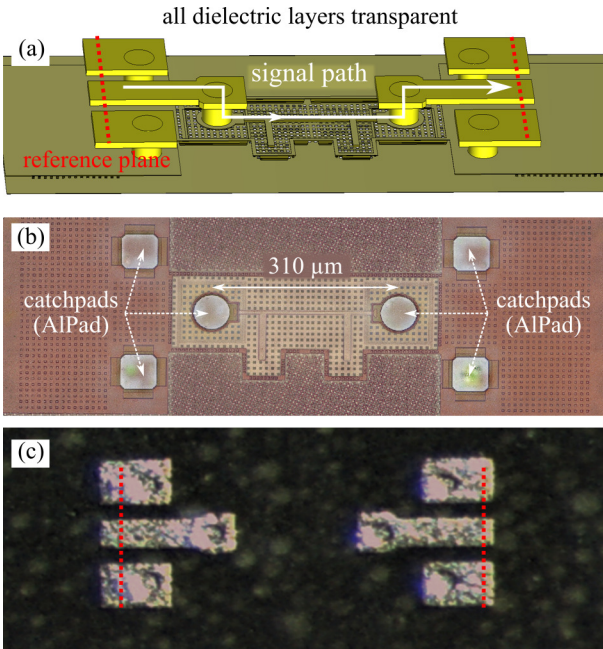 all dielectric layers transparent
(a)
signal path
reference plane
(b)
310 µm
catchpads
(AlPad)
catchpads
(AlPad)
(c)